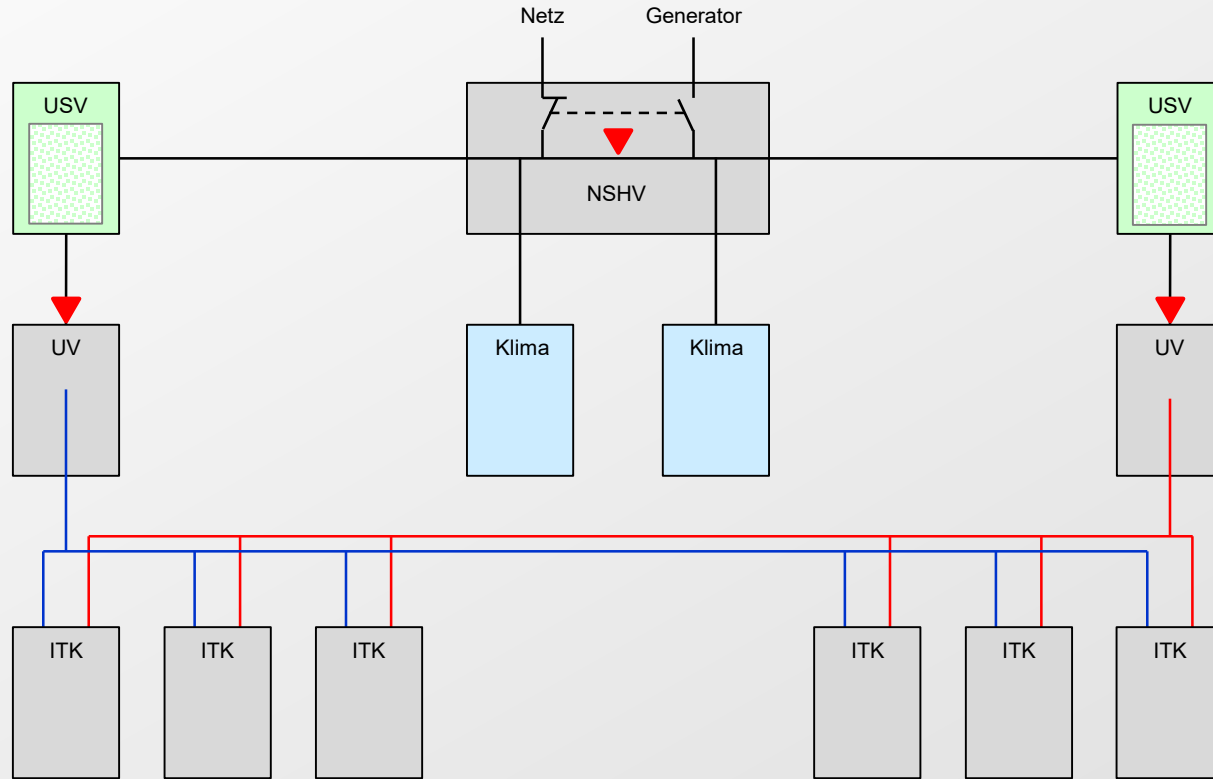 Netz
Generator
USV
USV
NSHV
UV
Klima
Klima
UV
ITK
ITK
ITK
ITK
ITK
ITK